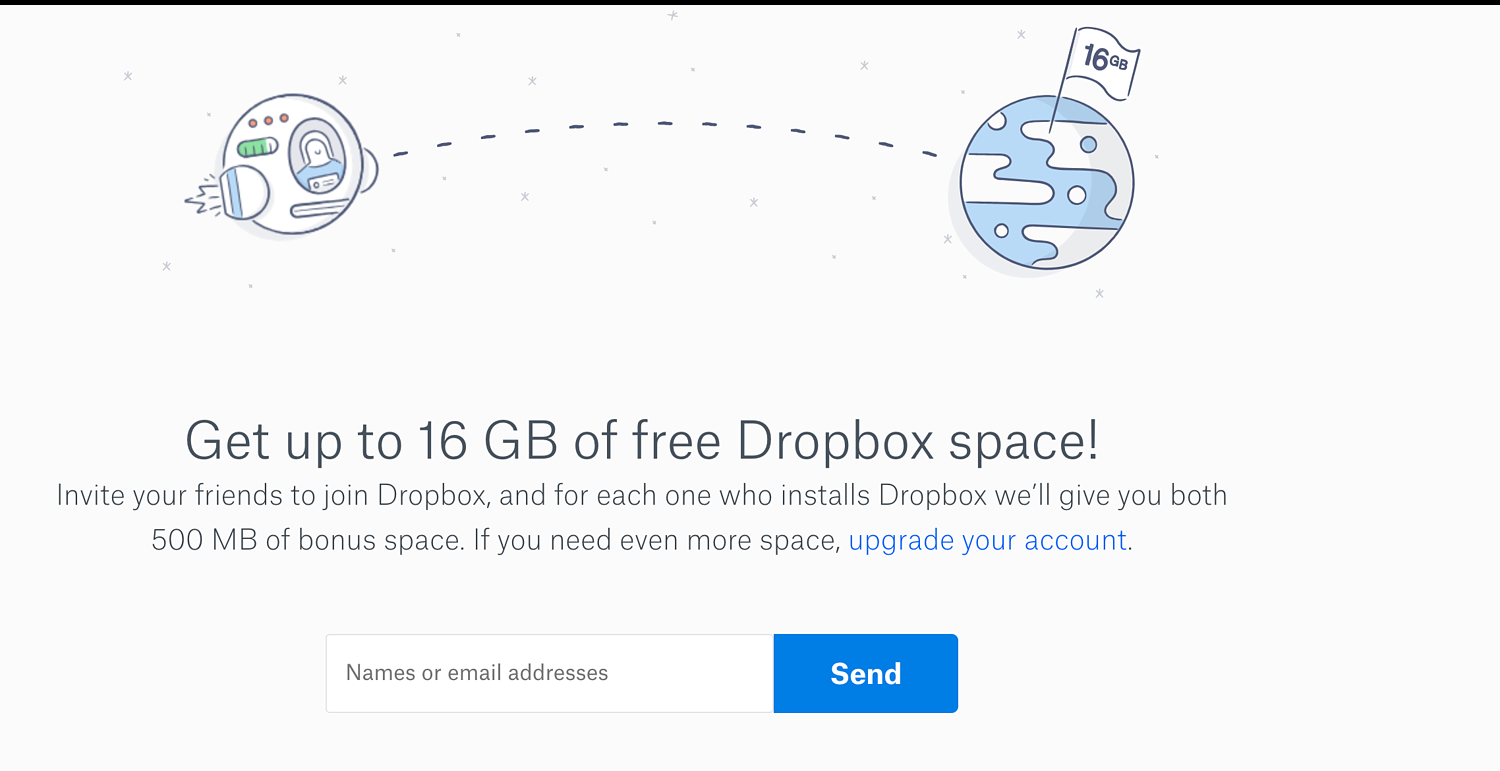 16GB
Get up to 16 GB of free Dropbox space!
Invite your friends to join Dropbox, and for each one who installs Dropbox we’ll give you both
500 MB of bonus space. If you need even more space, upgrade your account.
Names or email addresses
Send